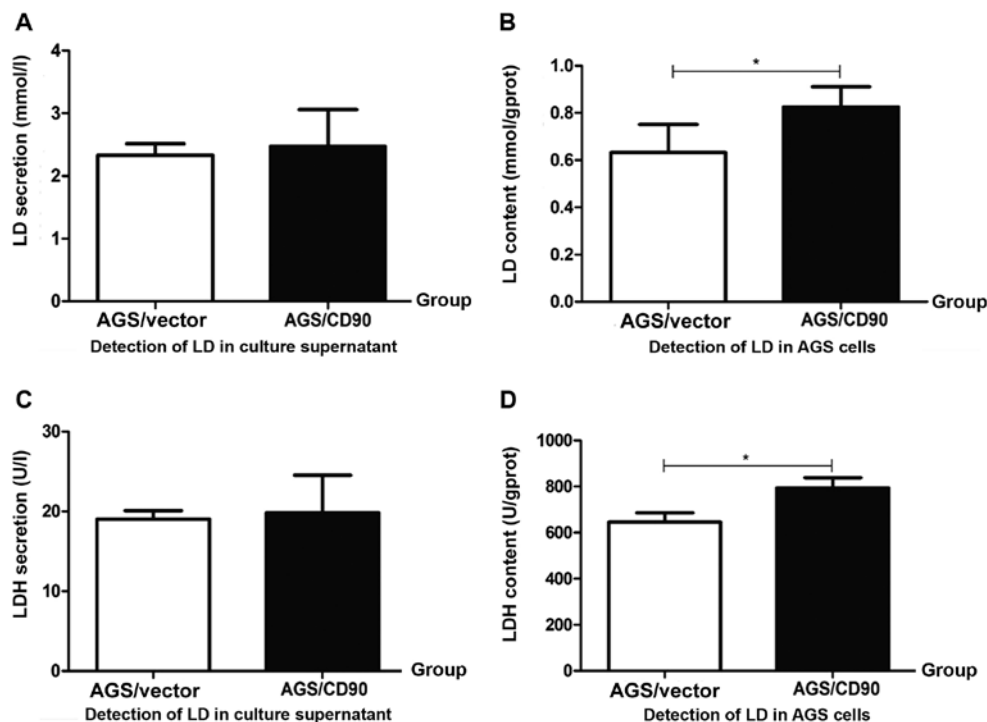 A
LD secretion (mmol/l)
4
3
2
1
0
AGS/vector
AGS/CD90
Group
Detection of LD in culture supernatant
B
LD content (mmol/gprot)
1.0
0.8
0.6
0.4
0.2
0.0
*
AGS/vector
AGS/CD90
Group
Detection of LD in AGS cells
C
LDH secretion (U/l)
30
20
10
0
AGS/vector
AGS/CD90
Group
Detection of LD in culture supernatant
D
LDH content (U/gprot)
1000
800
600
400
200
0
*
AGS/vector
AGS/CD90
Group
Detection of LD in AGS cells